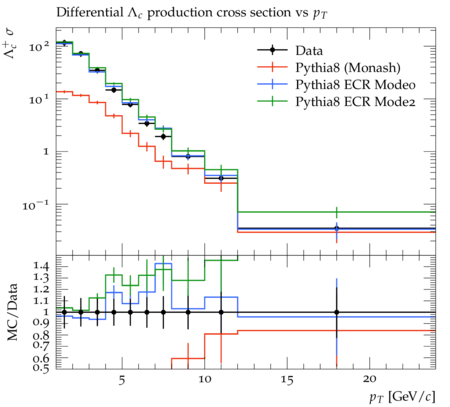 Differential Λc production cross section vs pT
Λc+ σ
10²
10¹
1
10⁻¹
Data
Pythia8 (Monash)
Pythia8 ECR Mode0
Pythia8 ECR Mode2
MC/Data
1.4
1.3
1.2
1.1
1
0.9
0.8
0.7
0.6
0.5
5 10 15 20
pT [GeV/c]